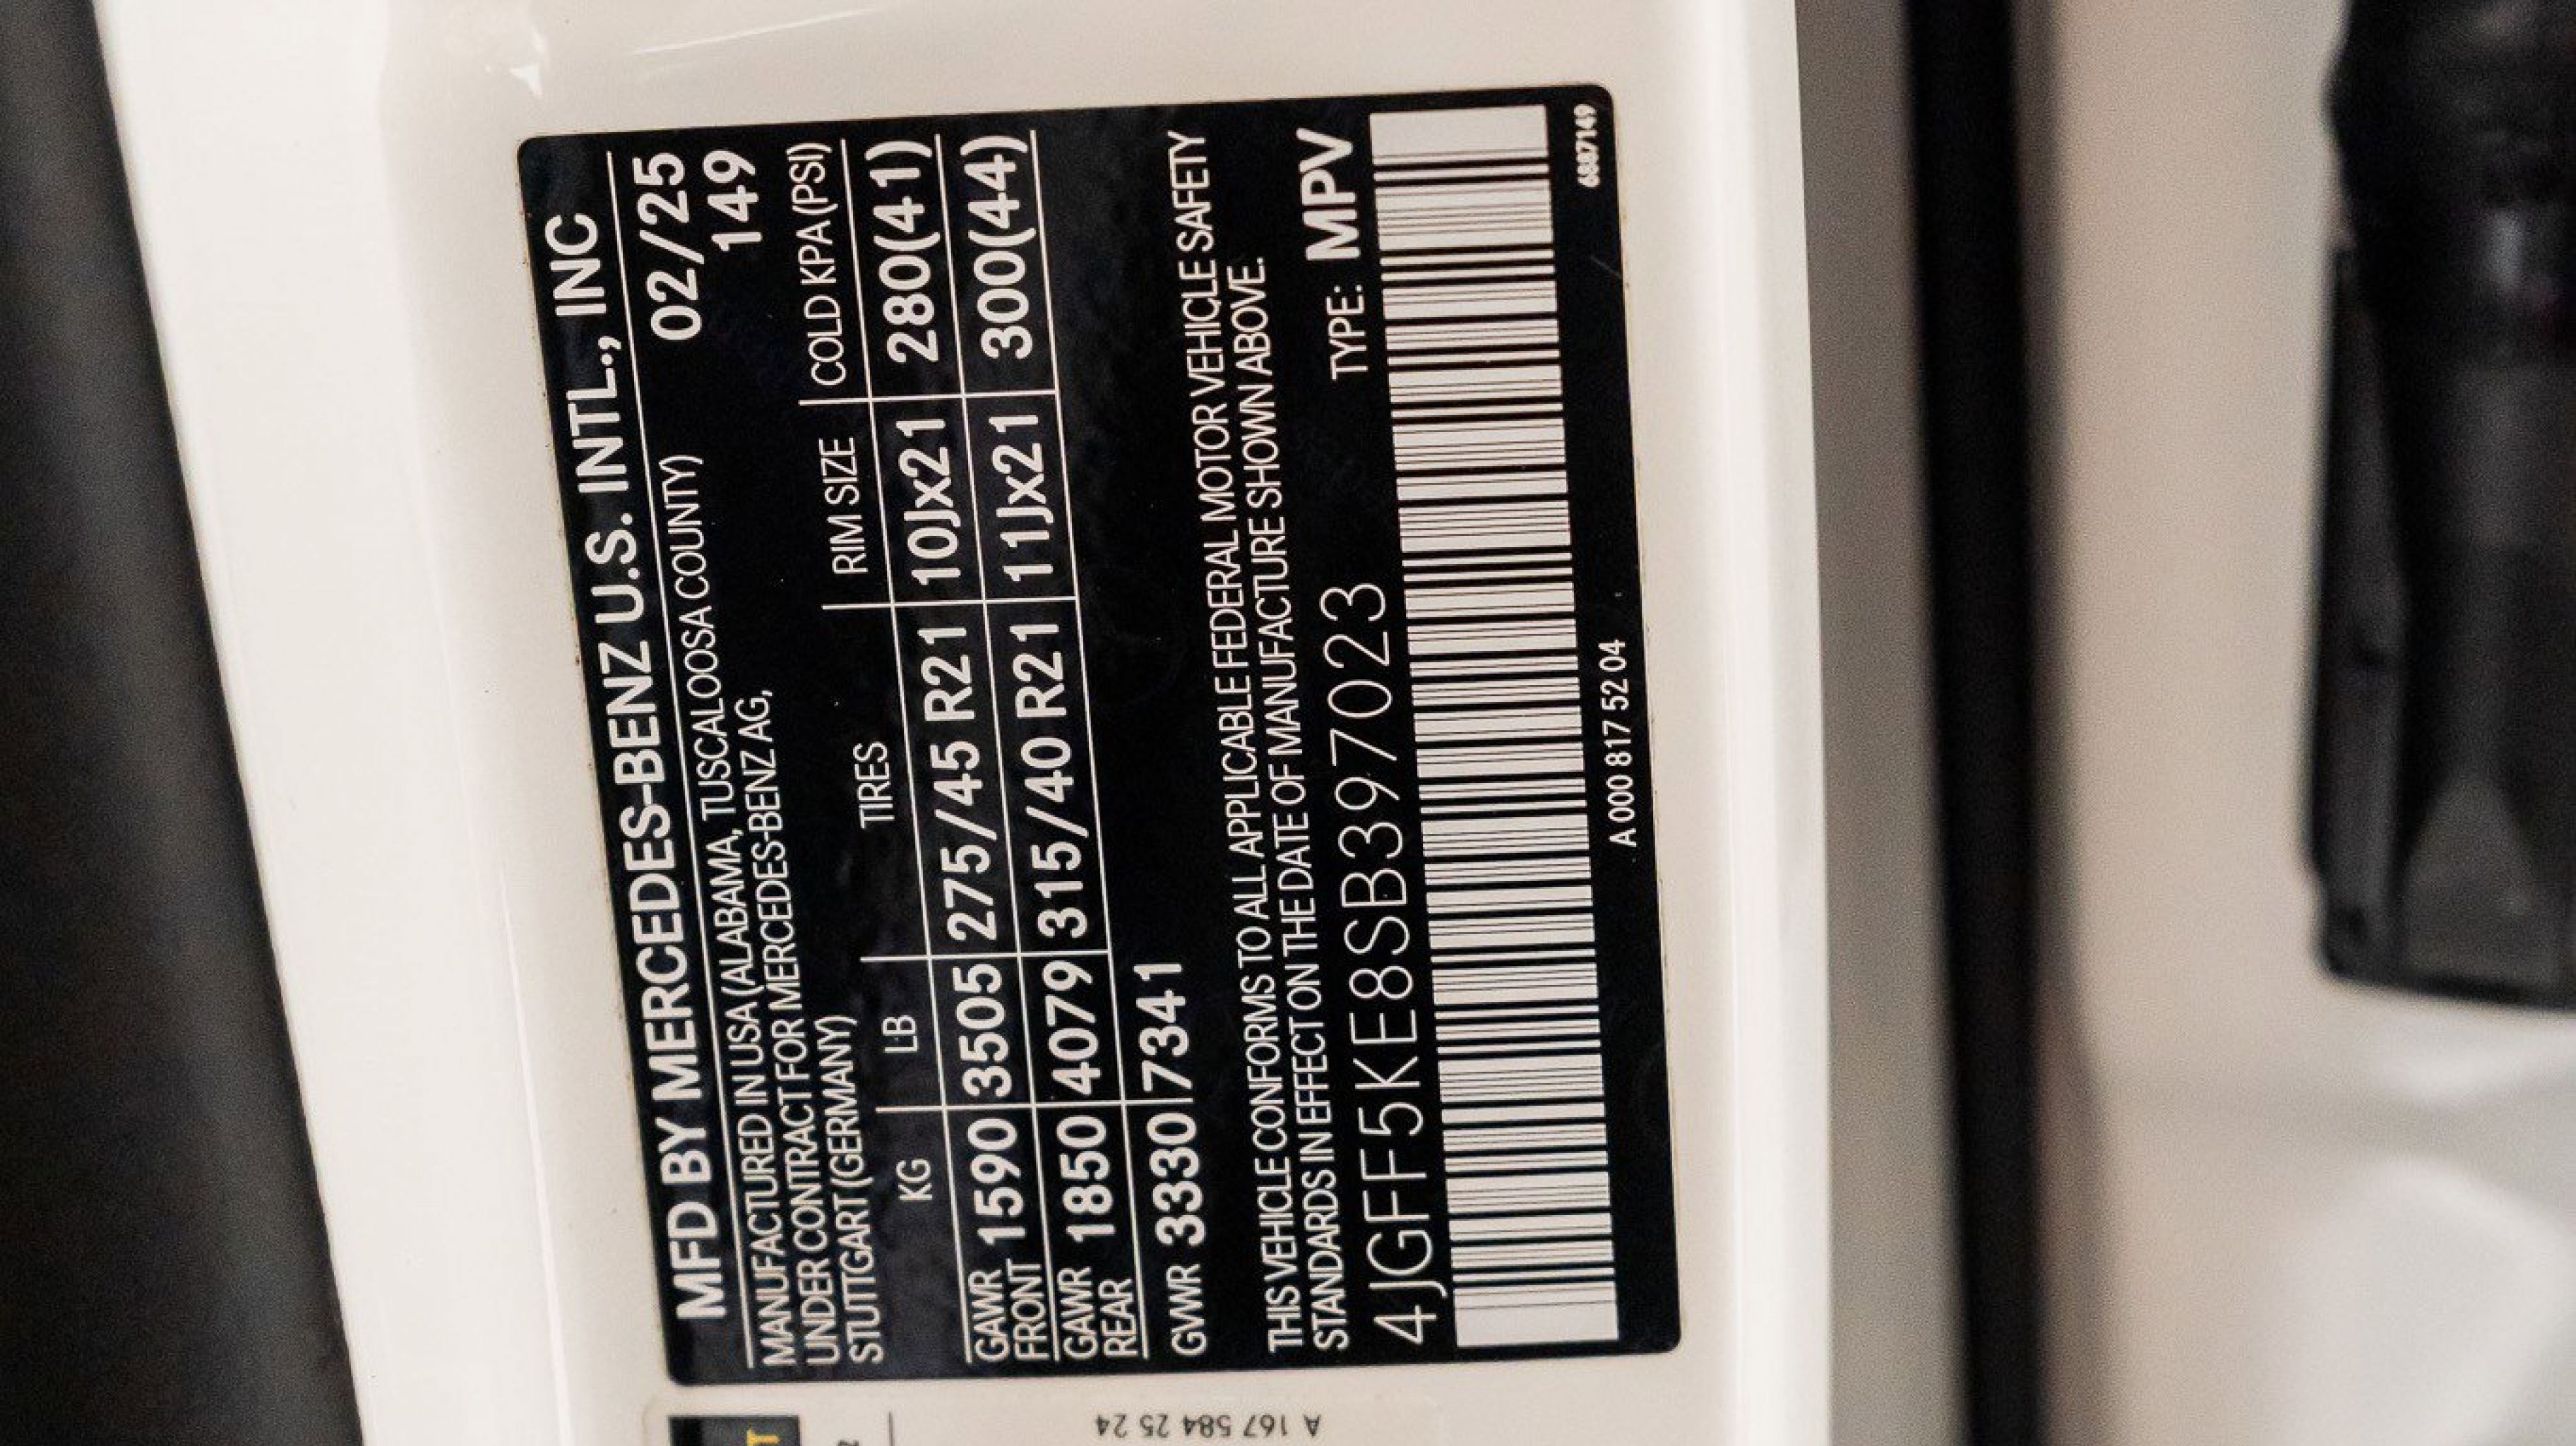 MFD BY MERCEDES-BENZ U.S. INTL., INC
MANUFACTURED IN USA (ALABAMA, TUSCALOOSA COUNTY) 02/25
UNDER CONTRACT FOR MERCEDES-BENZ AG, 149
STUTTGART (GERMANY)
KG LB TIRES RIM SIZE COLD KPA (PSI)
GAWR FRONT 1590 3505 275/45 R21 10Jx21 280(41)
GAWR REAR 1850 4079 315/40 R21 11Jx21 300(44)
GVWR 3330 7341
THIS VEHICLE CONFORMS TO ALL APPLICABLE FEDERAL MOTOR VEHICLE SAFETY
STANDARDS IN EFFECT ON THE DATE OF MANUFACTURE SHOWN ABOVE.
4JGFF5KE8SB397023 TYPE: MPV
A 000 817 52 04
6887149
A 167 584 25 24